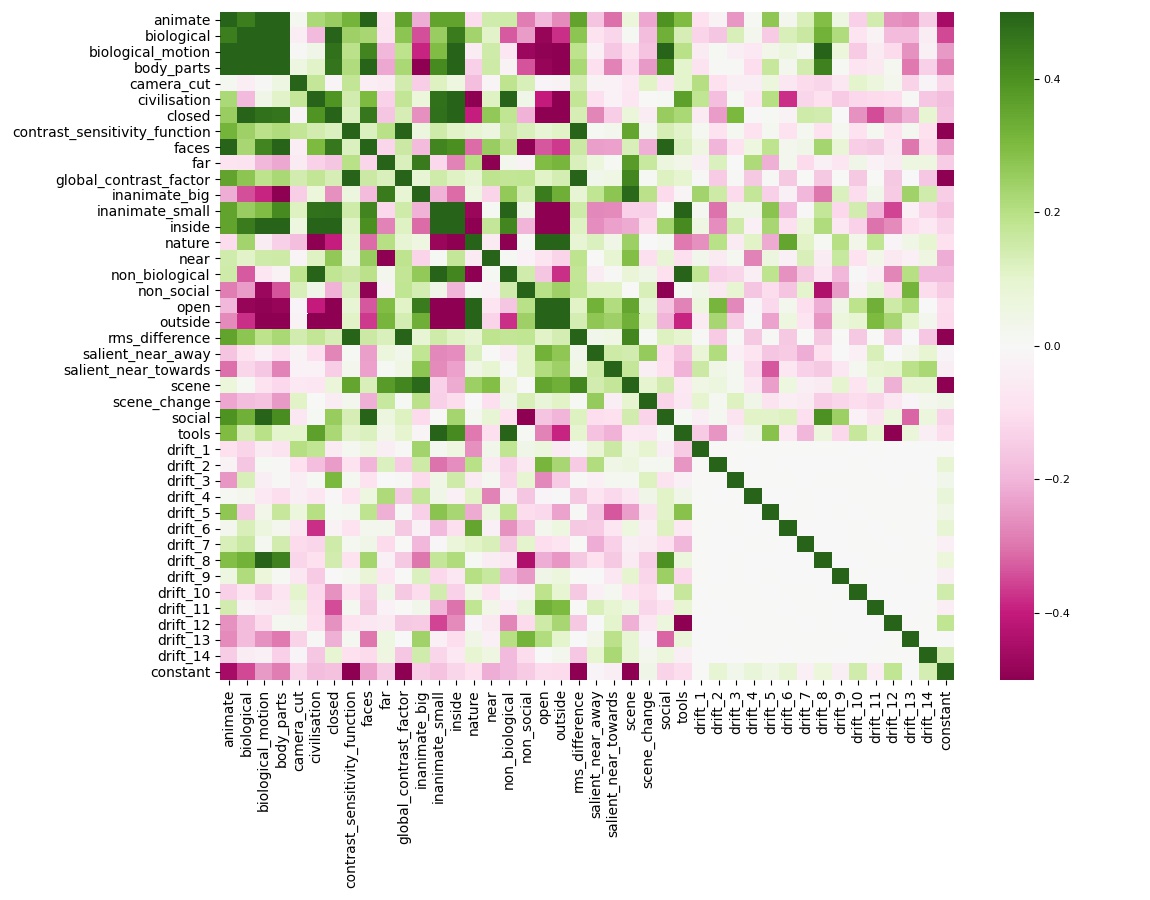 animate
biological
biological_motion
body_parts
camera_cut
civilisation
closed
contrast_sensitivity_function
faces
far
global_contrast_factor
inanimate_big
inanimate_small
inside
nature
near
non_biological
non_social
open
outside
rms_difference
salient_near_away
salient_near_towards
scene
scene_change
social
tools
drift_1
drift_2
drift_3
drift_4
drift_5
drift_6
drift_7
drift_8
drift_9
drift_10
drift_11
drift_12
drift_13
drift_14
constant
animate
biological
biological_motion
body_parts
camera_cut
civilisation
closed
contrast_sensitivity_function
faces
far
global_contrast_factor
inanimate_big
inanimate_small
inside
nature
near
non_biological
non_social
open
outside
rms_difference
salient_near_away
salient_near_towards
scene
scene_change
social
tools
drift_1
drift_2
drift_3
drift_4
drift_5
drift_6
drift_7
drift_8
drift_9
drift_10
drift_11
drift_12
drift_13
drift_14
constant
0.4
0.2
0.0
−0.2
−0.4